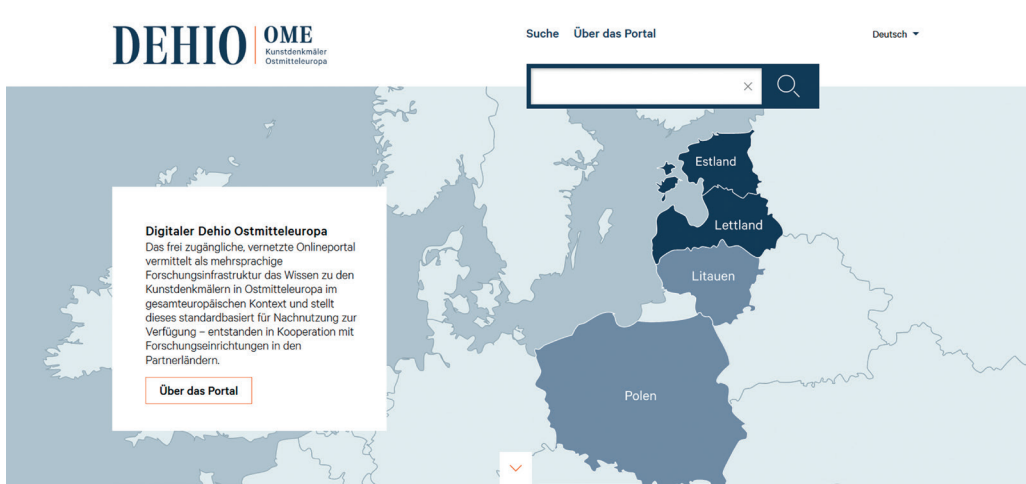 DEHIO
OME
Kunstdenkmäler
Ostmitteleuropa
Suche Über das Portal
Deutsch
Estland
Lettland
Litauen
Polen
Digitaler Dehio Ostmitteleuropa
Das frei zugängliche, vernetzte Onlineportal
vermittelt als mehrsprachige
Forschungsinfrastruktur das Wissen zu den
Kunstdenkmälern in Ostmitteleuropa im
gesamteuropäischen Kontext und stellt
dieses standardbasiert für Nachnutzung zur
Verfügung – entstanden in Kooperation mit
Forschungseinrichtungen in den
Partnerländern.
Über das Portal